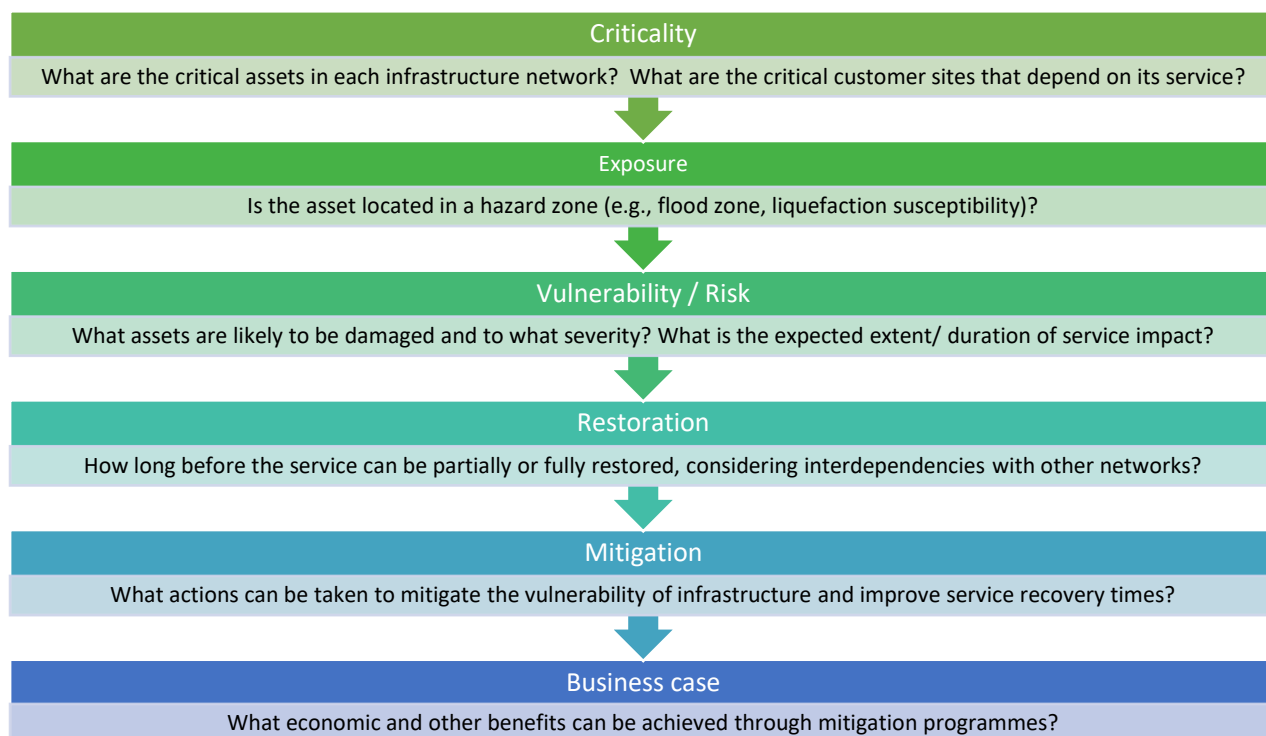 Criticality
What are the critical assets in each infrastructure network?  What are the critical customer sites that depend on its service?
Exposure
Is the asset located in a hazard zone (e.g., flood zone, liquefaction susceptibility)?
Vulnerability / Risk
What assets are likely to be damaged and to what severity? What is the expected extent/ duration of service impact?
Restoration
How long before the service can be partially or fully restored, considering interdependencies with other networks?
Mitigation
What actions can be taken to mitigate the vulnerability of infrastructure and improve service recovery times?
Business case
What economic and other benefits can be achieved through mitigation programmes?